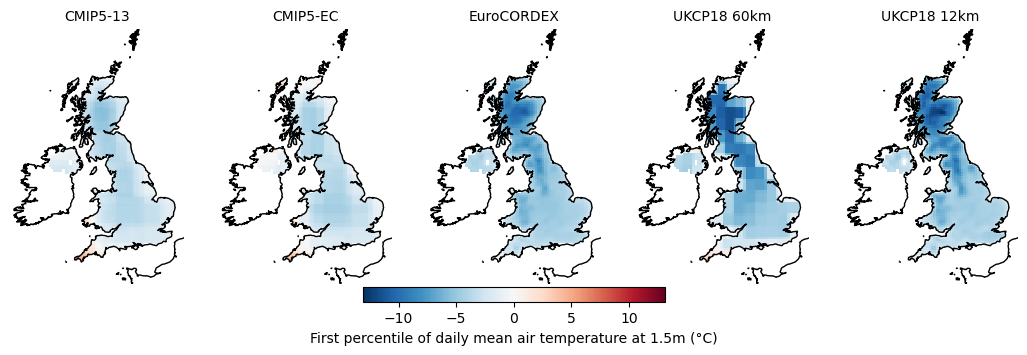 CMIP5-13 CMIP5-EC EuroCORDEX UKCP18 60km UKCP18 12km
−10 −5 0 5 10
First percentile of daily mean air temperature at 1.5m (°C)